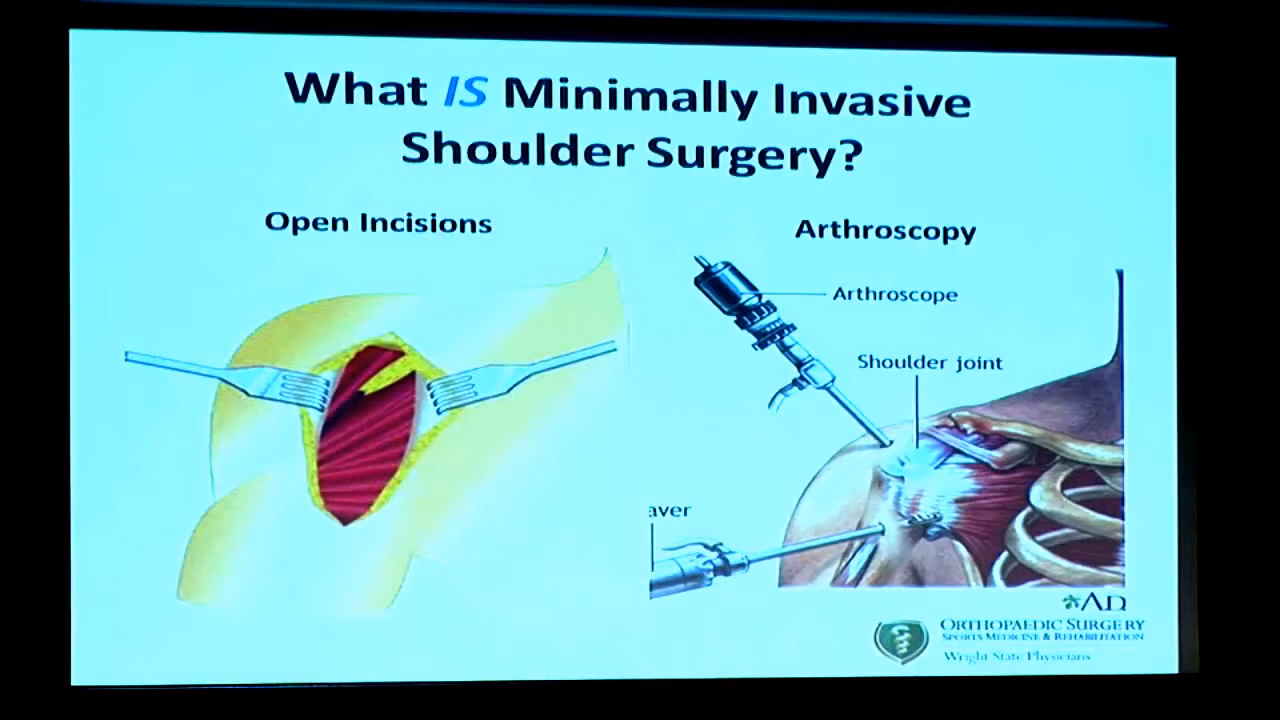 What IS Minimally Invasive
Shoulder Surgery?
Open Incisions
Arthroscopy
Arthroscope
Shoulder joint
aver
ORTHOPAEDIC SURGERY
SPORTS MEDICINE & REHABILITATION
Wright State Physicians